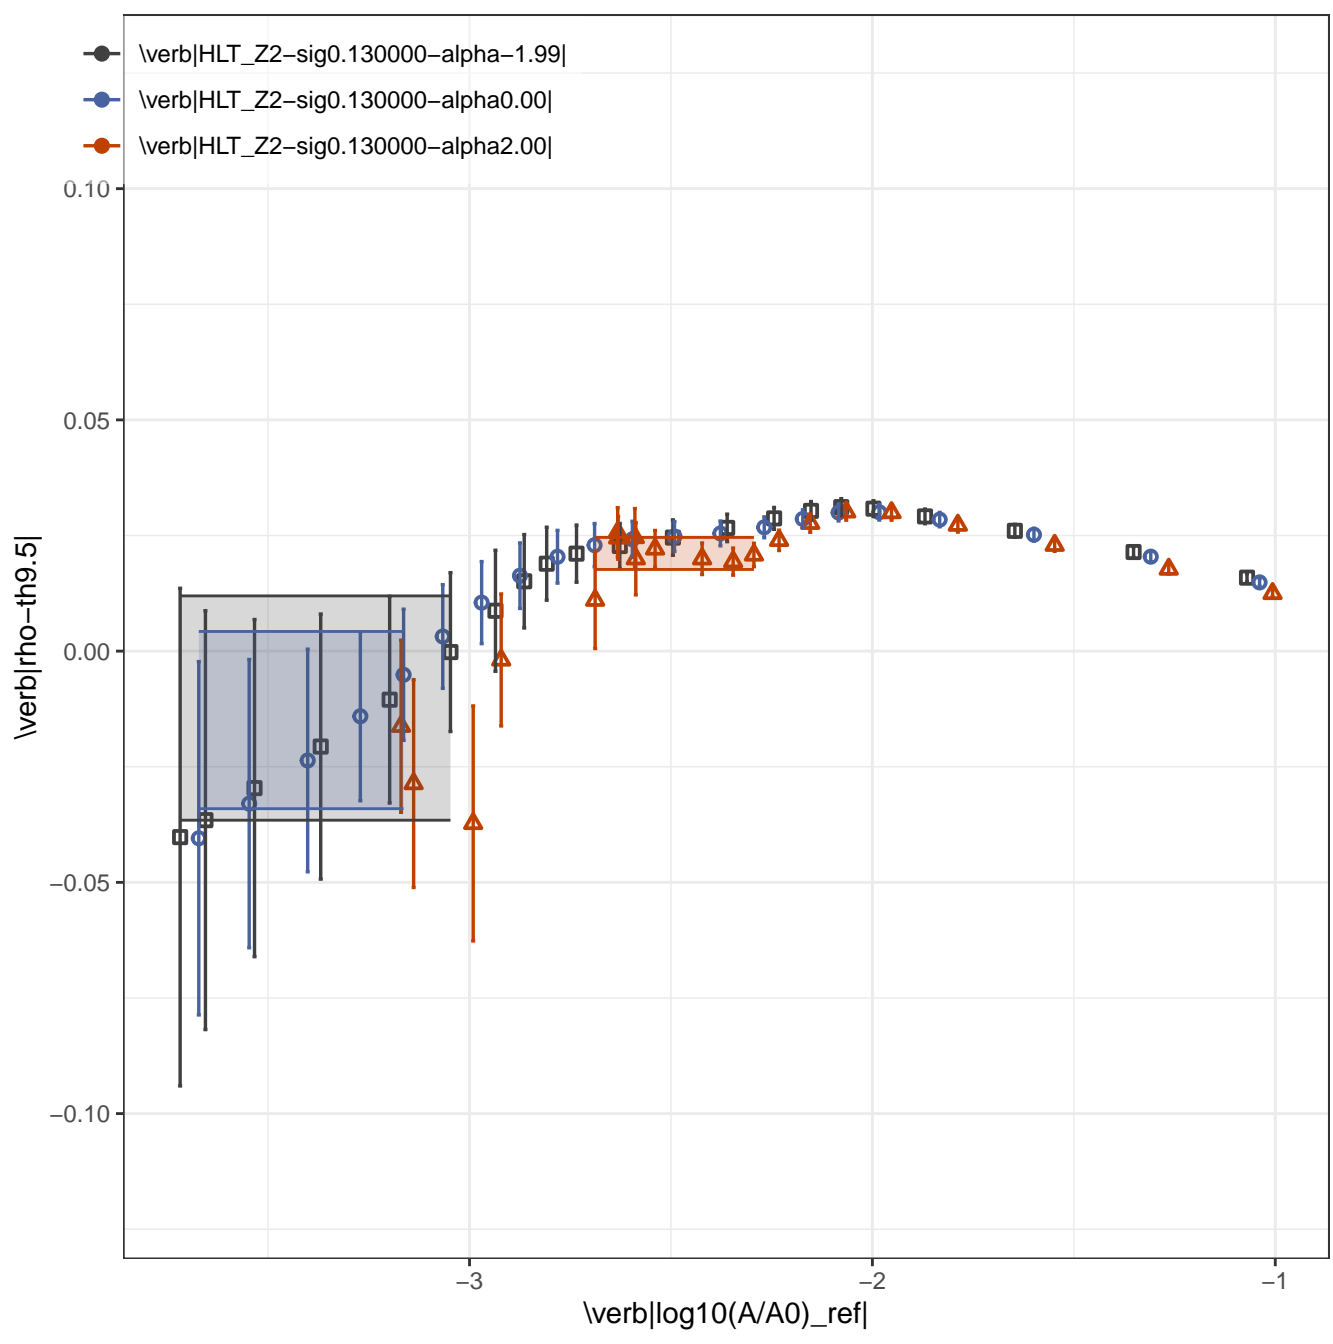 \verb|HLT_Z2−sig0.130000−alpha−1.99|
\verb|HLT_Z2−sig0.130000−alpha0.00|
\verb|HLT_Z2−sig0.130000−alpha2.00|
0.10
0.05
0.00
−0.05
−0.10
\verb|rho−th9.5|
−3 −2 −1
\verb|log10(A/A0)_ref|